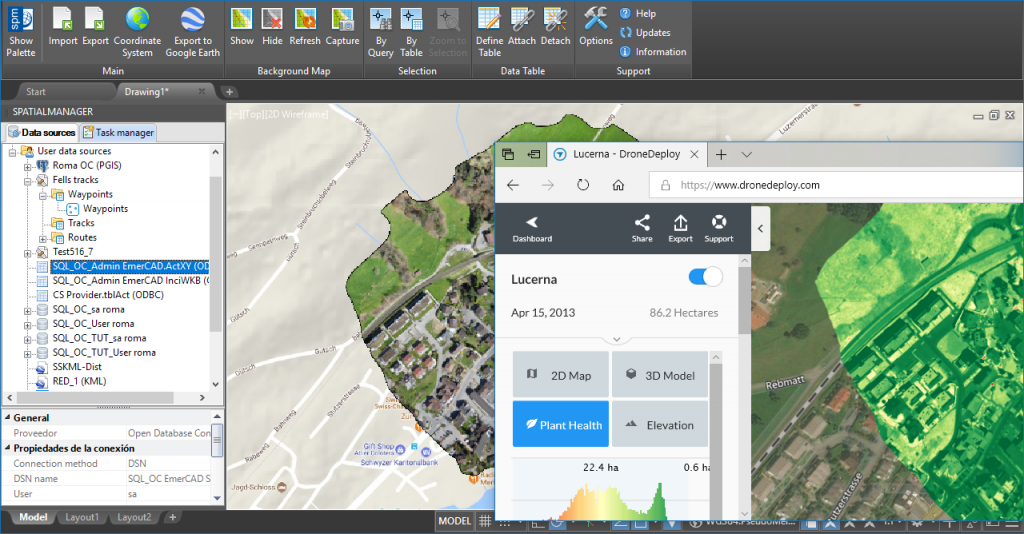 spm
Show Palette
Import
Export
Coordinate System
Export to Google Earth
Main
Show
Hide
Refresh
Capture
Background Map
By Query
By Table
Zoom to Selection
Selection
Define Table
Attach
Detach
Data Table
Options
Help
Updates
Information
Support
Start
Drawing1*
SPATIALMANAGER
Data sources
Task manager
User data sources
Roma OC (PGIS)
Fells tracks
Waypoints
Waypoints
Tracks
Routes
Test516_7
SQL_OC_Admin EmerCAD.ActXY (OD
SQL_OC_Admin EmerCAD InciWKB (
CS Provider.tblAct (ODBC)
SQL_OC_sa roma
SQL_OC_User roma
SQL_OC_TUT_sa roma
SQL_OC_TUT_User roma
SSKML-Dist
RED_1 (KML)
General
Proveedor Open Database Con
Propiedades de la conexión
Connection method DSN
DSN name SQL_OC EmerCAD S
User sa
Model
Layout1
Layout2
[−][Top][2D Wireframe]
Gütsch
Gütsch
Gift Shop
Schwyzer Kantonalbank
Jagd-Schloss
Lucerna - DroneDeploy
https://www.dronedeploy.com
Dashboard
Share
Export
Support
Lucerna
Apr 15, 2013
86.2 Hectares
2D Map
3D Model
Plant Health
Elevation
22.4 ha
0.6 h
Rebmatt
MODEL